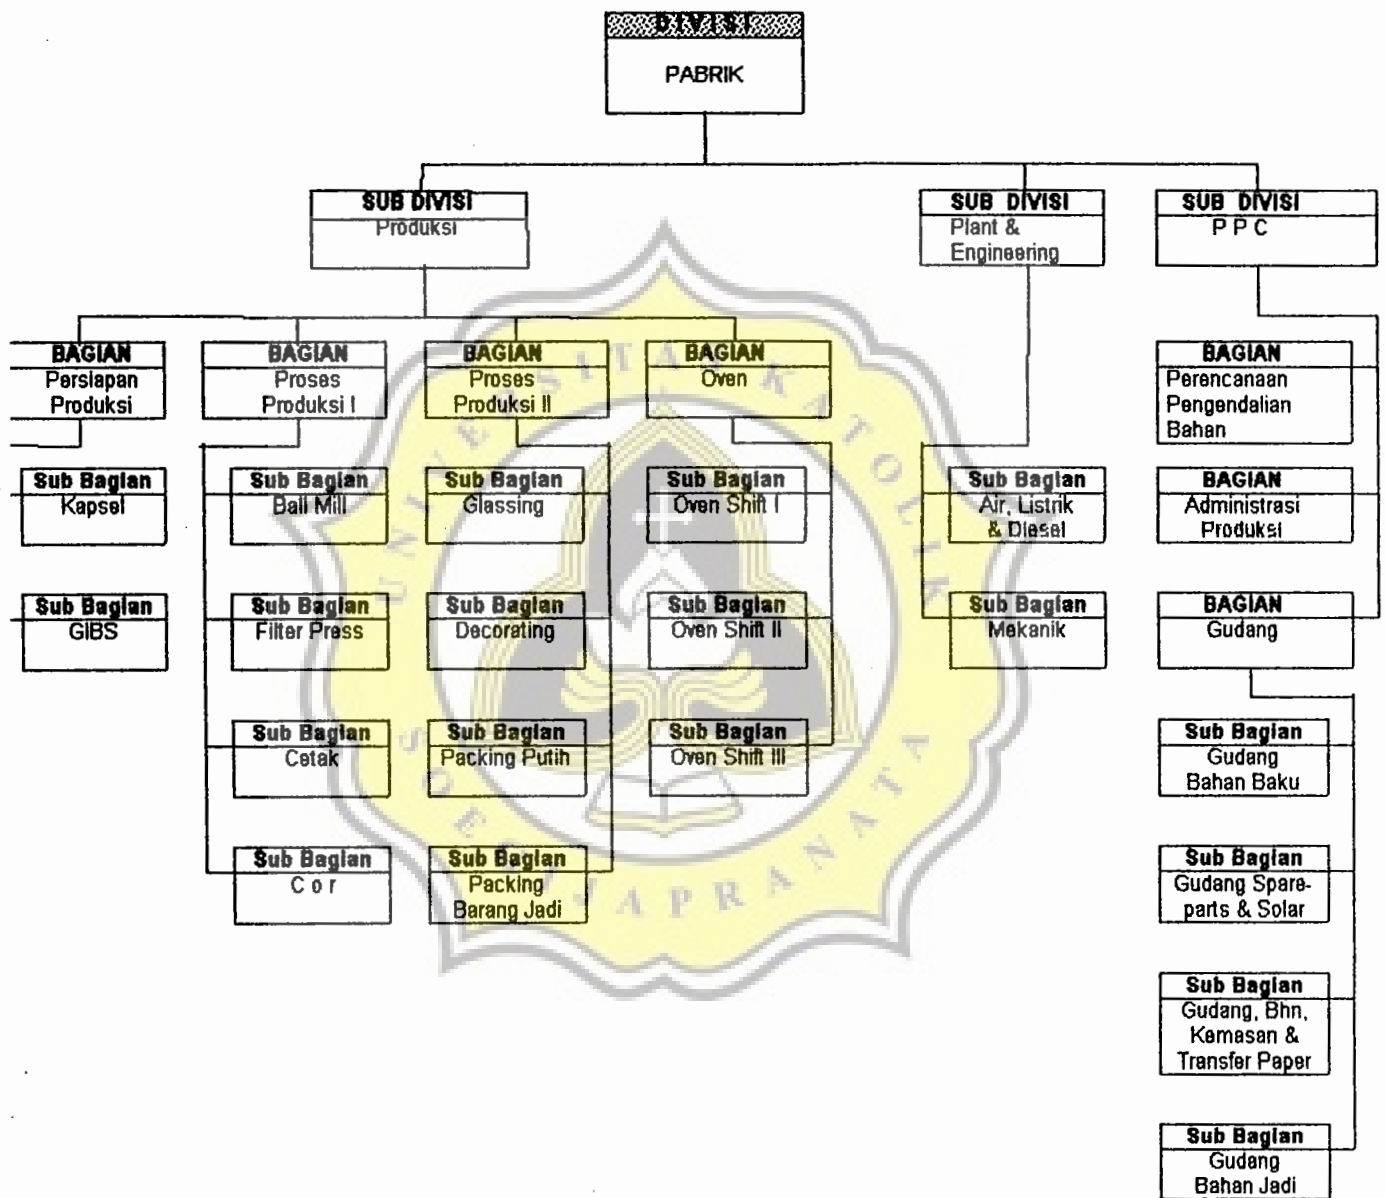 DIVISI
PABRIK
SUB DIVISI
Produksi
SUB DIVISI
Plant &
Engineering
SUB DIVISI
P P C
BAGIAN
Persiapan
Produksi
BAGIAN
Proses
Produksi I
BAGIAN
Proses
Produksi II
BAGIAN
Oven
BAGIAN
Perencanaan
Pengendalian
Bahan
Sub Bagian
Kapsel
Sub Bagian
Ball Mill
Sub Bagian
Glassing
Sub Bagian
Oven Shift I
Sub Bagian
Air, Listrik
& Diesel
BAGIAN
Administrasi
Produksi
Sub Bagian
GIBS
Sub Bagian
Filter Press
Sub Bagian
Decorating
Sub Bagian
Oven Shift II
Sub Bagian
Mekanik
BAGIAN
Gudang
Sub Bagian
Cetak
Sub Bagian
Packing Putih
Sub Bagian
Oven Shift III
Sub Bagian
Gudang
Bahan Baku
Sub Bagian
C o r
Sub Bagian
Packing
Barang Jadi
Sub Bagian
Gudang Spare-
parts & Solar
Sub Bagian
Gudang, Bhn,
Kemasan &
Transfer Paper
Sub Bagian
Gudang
Bahan Jadi
UNIVERSITAS KATOLIK
SOEGIJAPRANATA